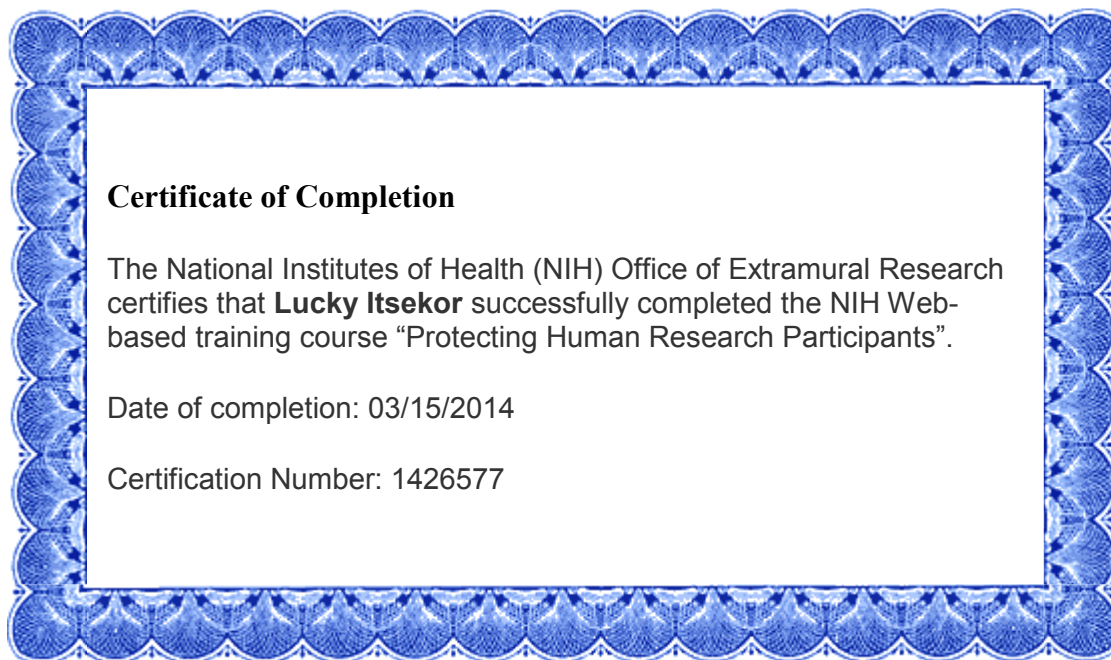 Certificate of Completion
The National Institutes of Health (NIH) Office of Extramural Research
certifies that Lucky Itsekor successfully completed the NIH Web-
based training course “Protecting Human Research Participants”.
Date of completion: 03/15/2014
Certification Number: 1426577